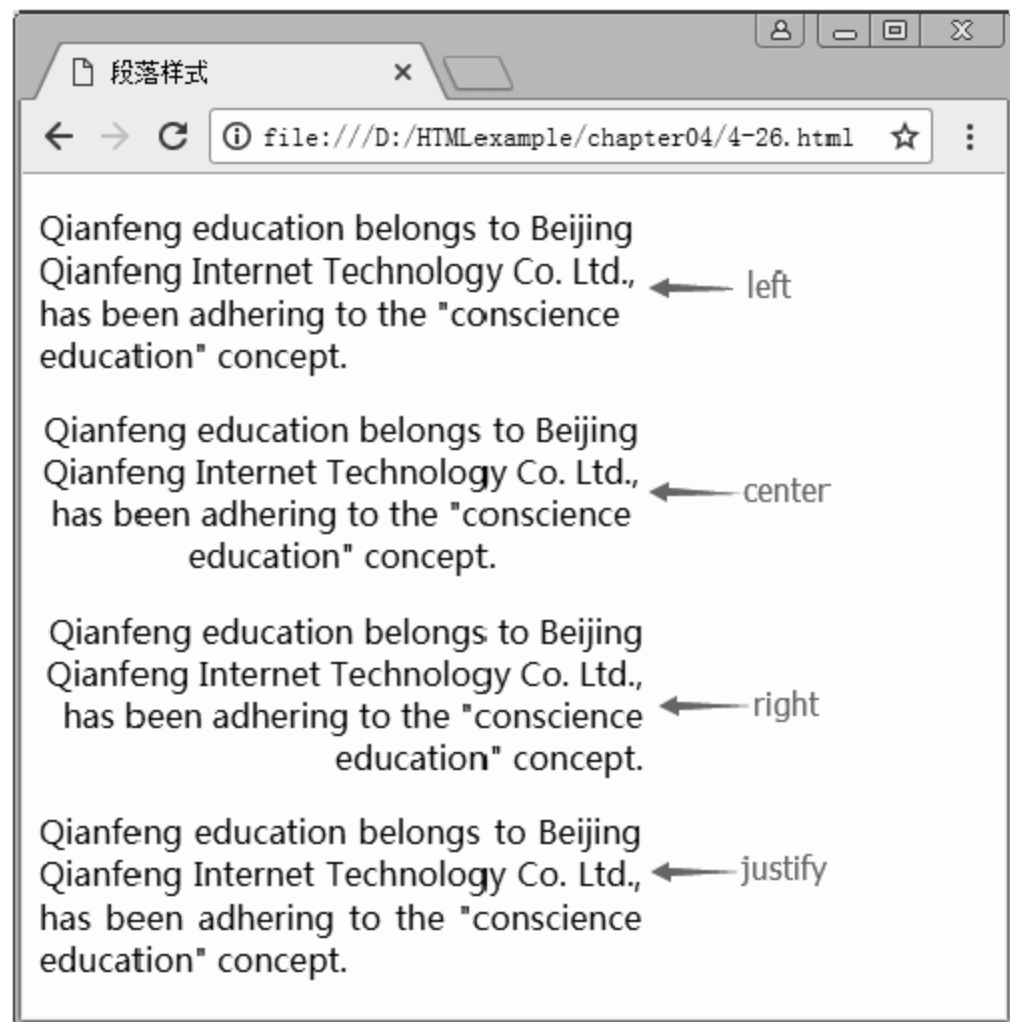 段落样式
file:///D:/HTMLexample/chapter04/4-26.html
Qianfeng education belongs to Beijing
Qianfeng Internet Technology Co. Ltd.,
has been adhering to the "conscience
education" concept.
left
Qianfeng education belongs to Beijing
Qianfeng Internet Technology Co. Ltd.,
has been adhering to the "conscience
education" concept.
center
Qianfeng education belongs to Beijing
Qianfeng Internet Technology Co. Ltd.,
has been adhering to the "conscience
education" concept.
right
Qianfeng education belongs to Beijing
Qianfeng Internet Technology Co. Ltd.,
has been adhering to the "conscience
education" concept.
justify